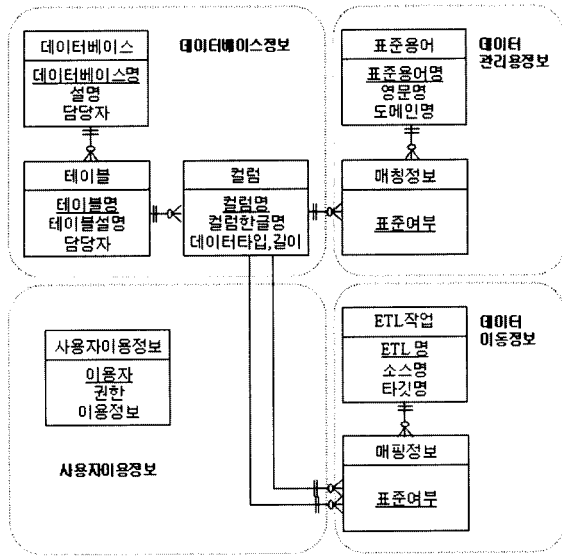 데이터베이스
데이터베이스명
설명
담당자
데이터베이스정보
테이블
테이블명
테이블설명
담당자
컬럼
컬럼명
컬럼한글명
데이터타입,길이
표준용어
표준용어명
영문명
도메인명
데이터
관리용정보
매칭정보
표준여부
사용자이용정보
이용자
권한
이용정보
사용자이용정보
ETL작업
ETL 명
소스명
타깃명
데이터
이동정보
매핑정보
표준여부